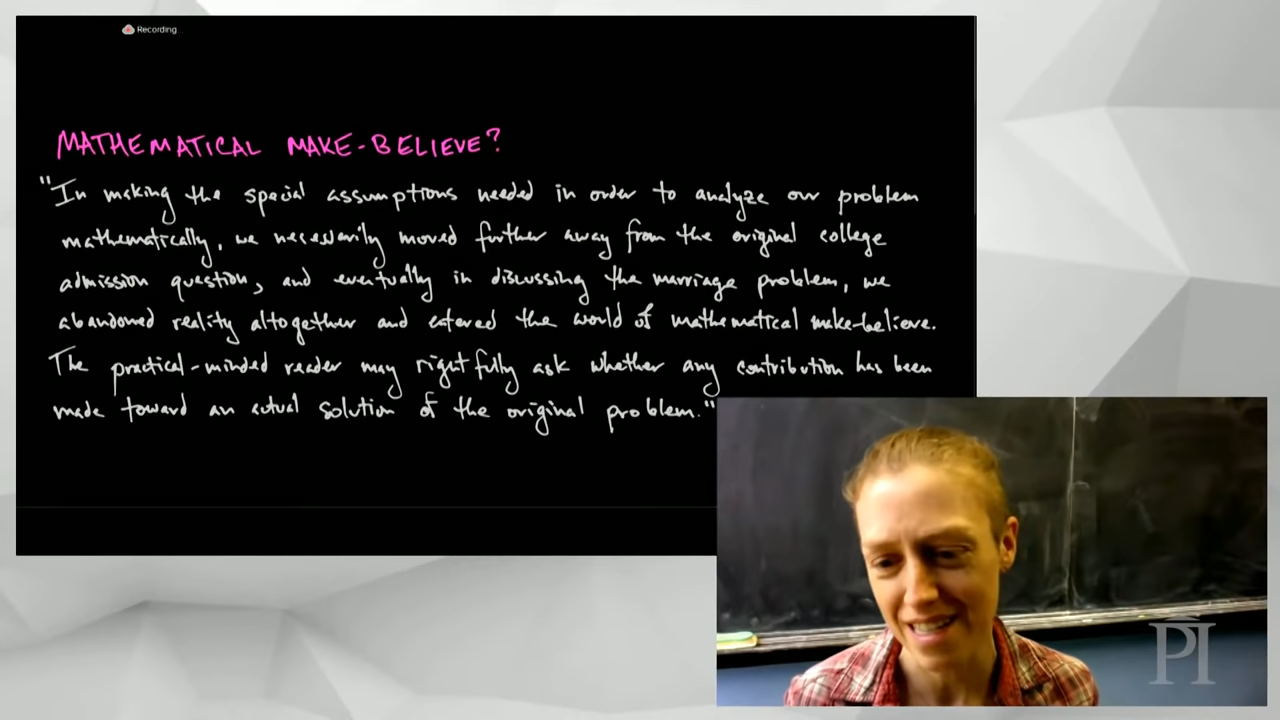 Recording
MATHEMATICAL MAKE-BELIEVE?
"In making the special assumptions needed in order to analyze our problem
mathematically, we necessarily moved further away from the original college
admission question, and eventually in discussing the marriage problem, we
abandoned reality altogether and entered the world of mathematical make-believe.
The practical-minded reader may rightfully ask whether any contribution has been
made toward an actual solution of the original problem."
PI